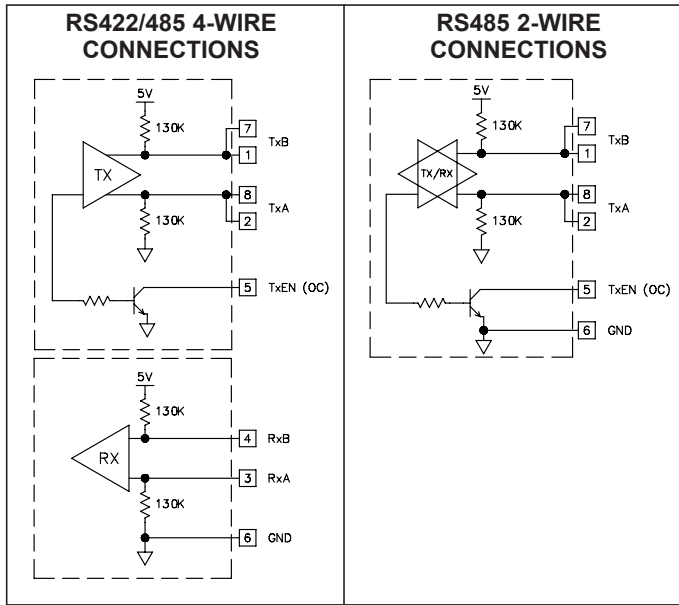 RS422/485 4-WIRE
CONNECTIONS
5V
130K
7
TxB
1
TX
8
TxA
2
130K
5 TxEN (OC)
5V
130K
4 RxB
RX
3 RxA
130K
6 GND
RS485 2-WIRE
CONNECTIONS
5V
130K
7
TxB
1
TX/RX
8
TxA
2
130K
5 TxEN (OC)
6 GND